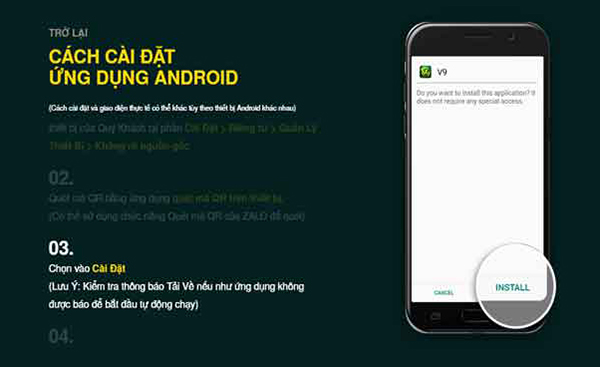 TRỞ LẠI
CÁCH CÀI ĐẶT
ỨNG DỤNG ANDROID
(Cách cài đặt và giao diện thực tế có thể khác tùy theo thiết bị Android khác nhau)
thiết bị của Quý Khách tại phần Cài Đặt > Riêng tư > Quản Lý
Thiết Bị > Không rõ nguồn gốc
02.
Quét mã QR bằng ứng dụng quét mã QR trên thiết bị.
(Có thể sử dụng chức năng Quét mã QR của ZALO để quét)
03.
Chọn vào Cài Đặt
(Lưu Ý: Kiểm tra thông báo Tải Về nếu như ứng dụng không
được báo để bắt đầu tự động chạy)
04.
V9
Do you want to install this application? It
does not require any special access.
CANCEL
INSTALL